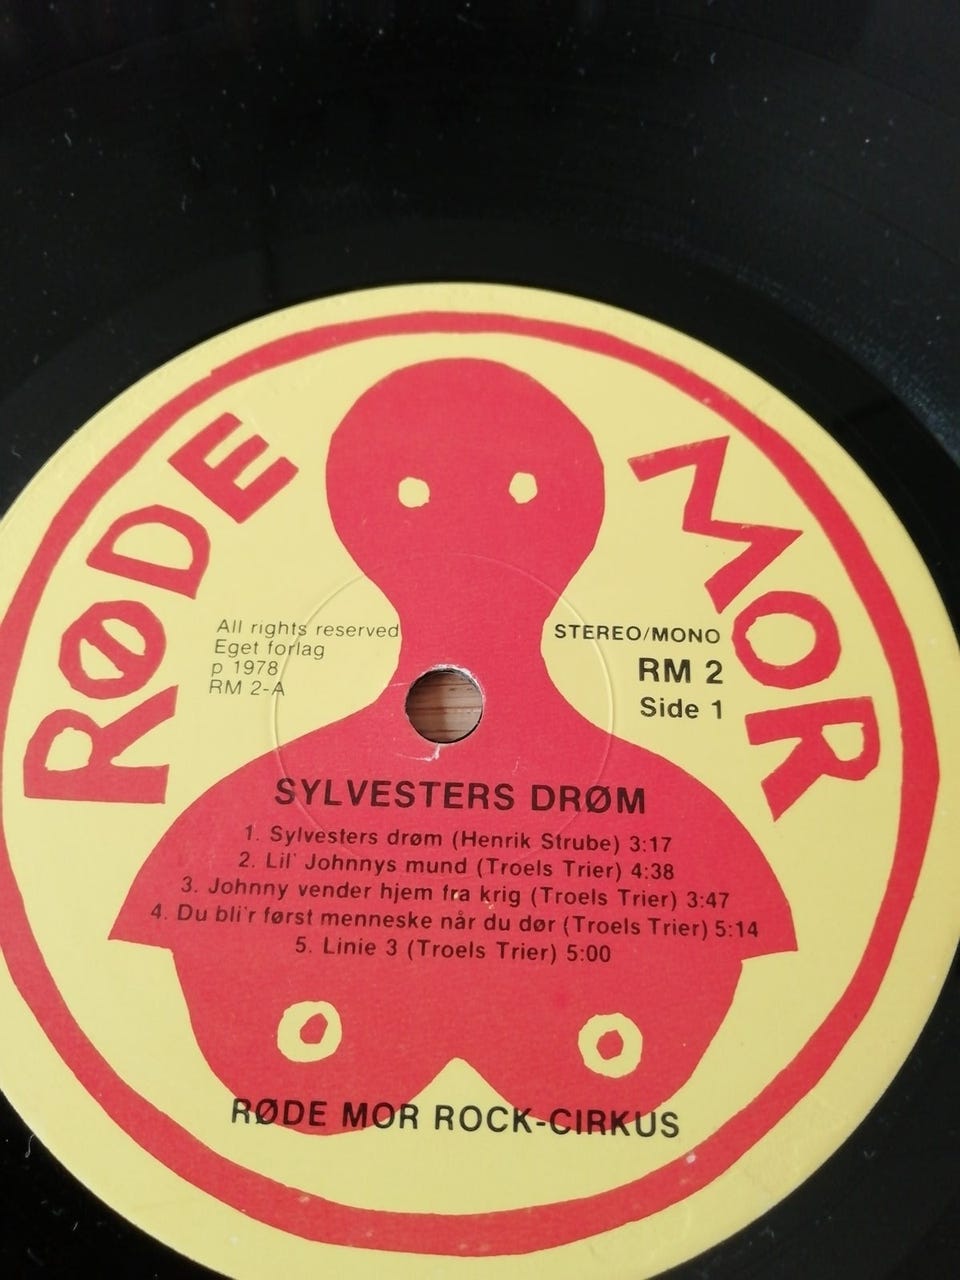 RØDE MOR
All rights reserved
Eget forlag
p 1978
RM 2-A
STEREO/MONO
RM 2
Side 1
SYLVESTERS DRØM
1. Sylvesters drøm (Henrik Strube) 3:17
2. Lil' Johnnys mund (Troels Trier) 4:38
3. Johnny vender hjem fra krig (Troels Trier) 3:47
4. Du bli'r først menneske når du dør (Troels Trier) 5:14
5. Linie 3 (Troels Trier) 5:00
RØDE MOR ROCK-CIRKUS